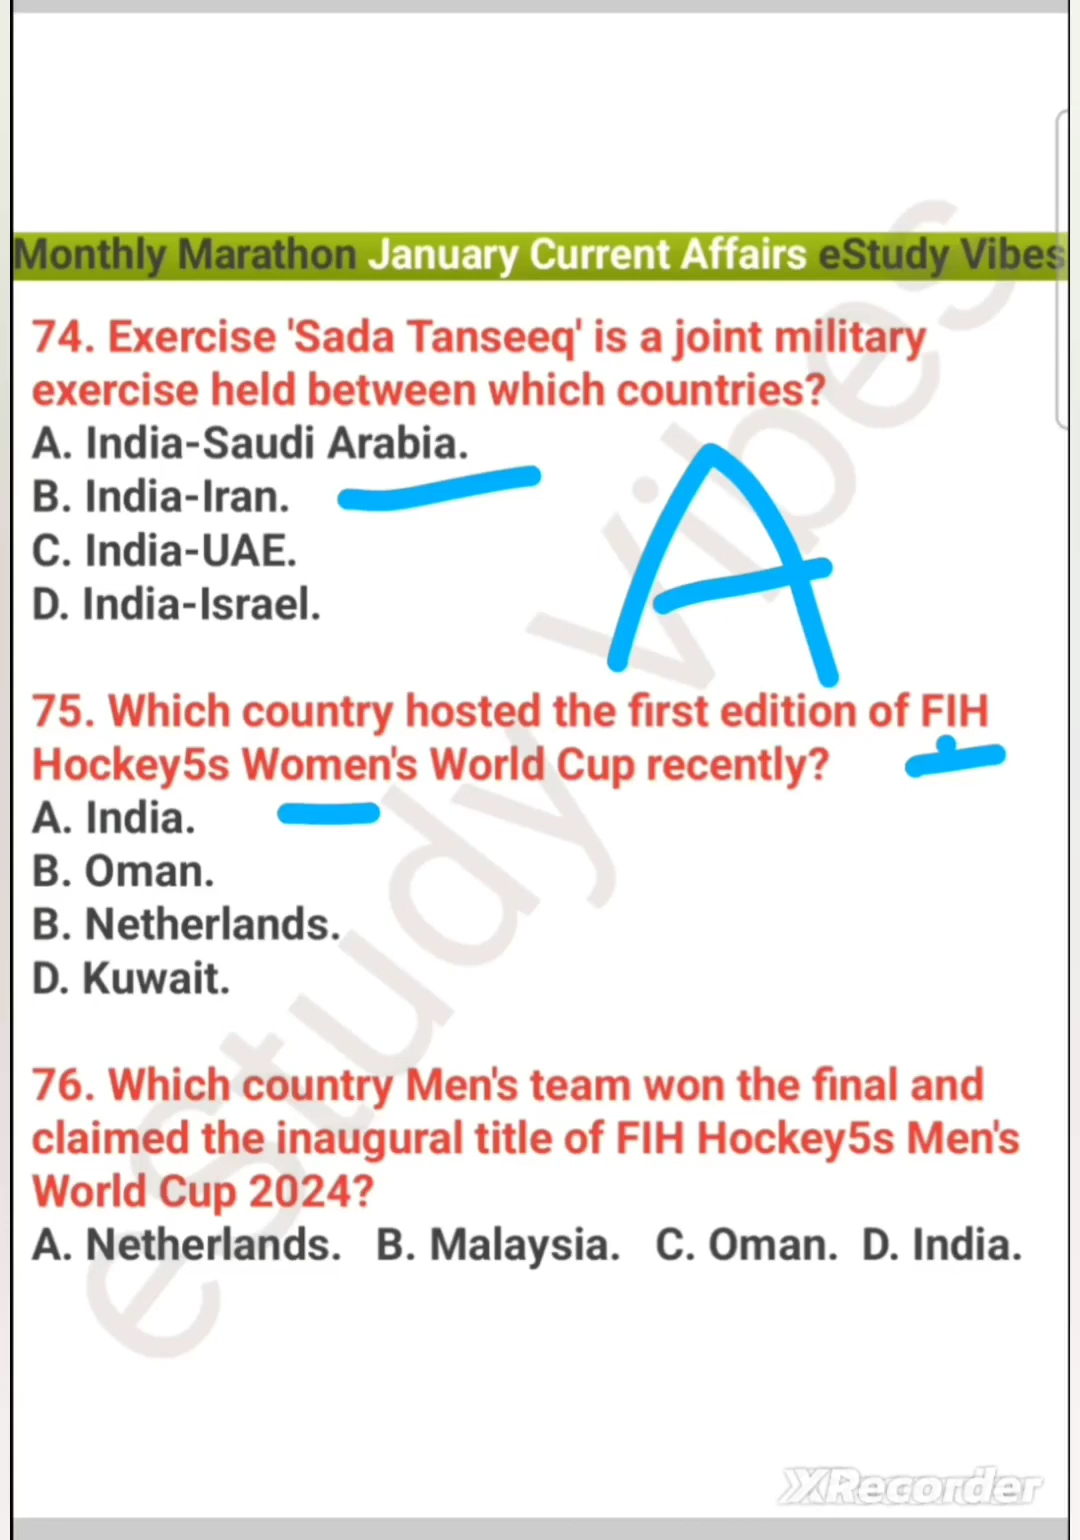 Monthly Marathon January Current Affairs eStudy Vibes
74. Exercise 'Sada Tanseeq' is a joint military
exercise held between which countries?
A. India-Saudi Arabia.
B. India-Iran.
C. India-UAE.
D. India-Israel.
A
75. Which country hosted the first edition of FIH
Hockey5s Women's World Cup recently?
A. India.
B. Oman.
B. Netherlands.
D. Kuwait.
76. Which country Men's team won the final and
claimed the inaugural title of FIH Hockey5s Men's
World Cup 2024?
A. Netherlands. B. Malaysia. C. Oman. D. India.
eStudy Vibes
XRecorder